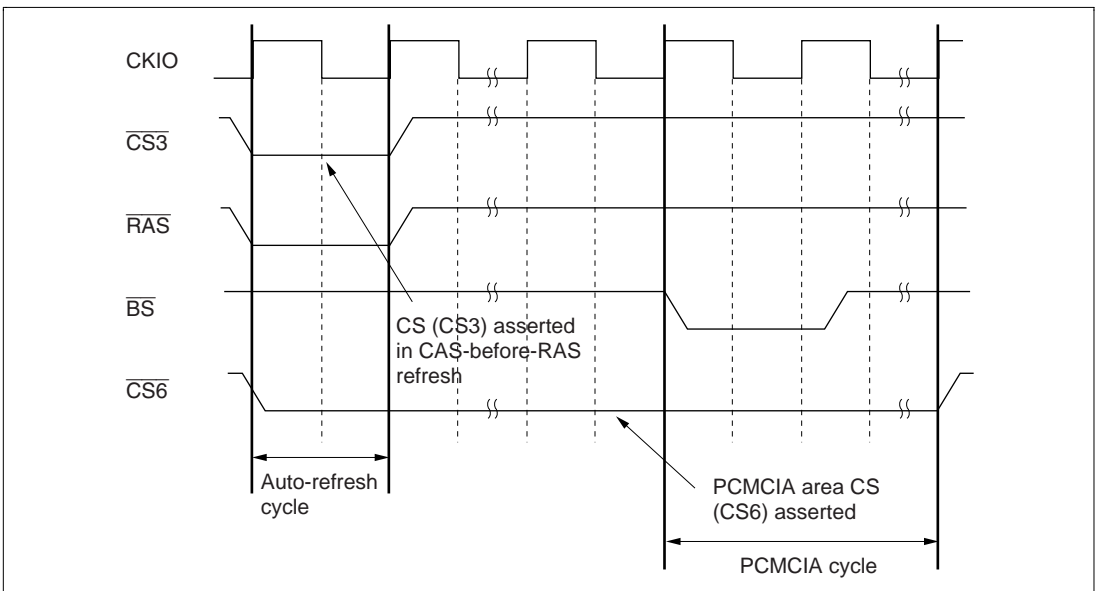 CKIO
CS3
RAS
BS
CS (CS3) asserted
in CAS-before-RAS
refresh
CS6
Auto-refresh
cycle
PCMCIA area CS
(CS6) asserted
PCMCIA cycle